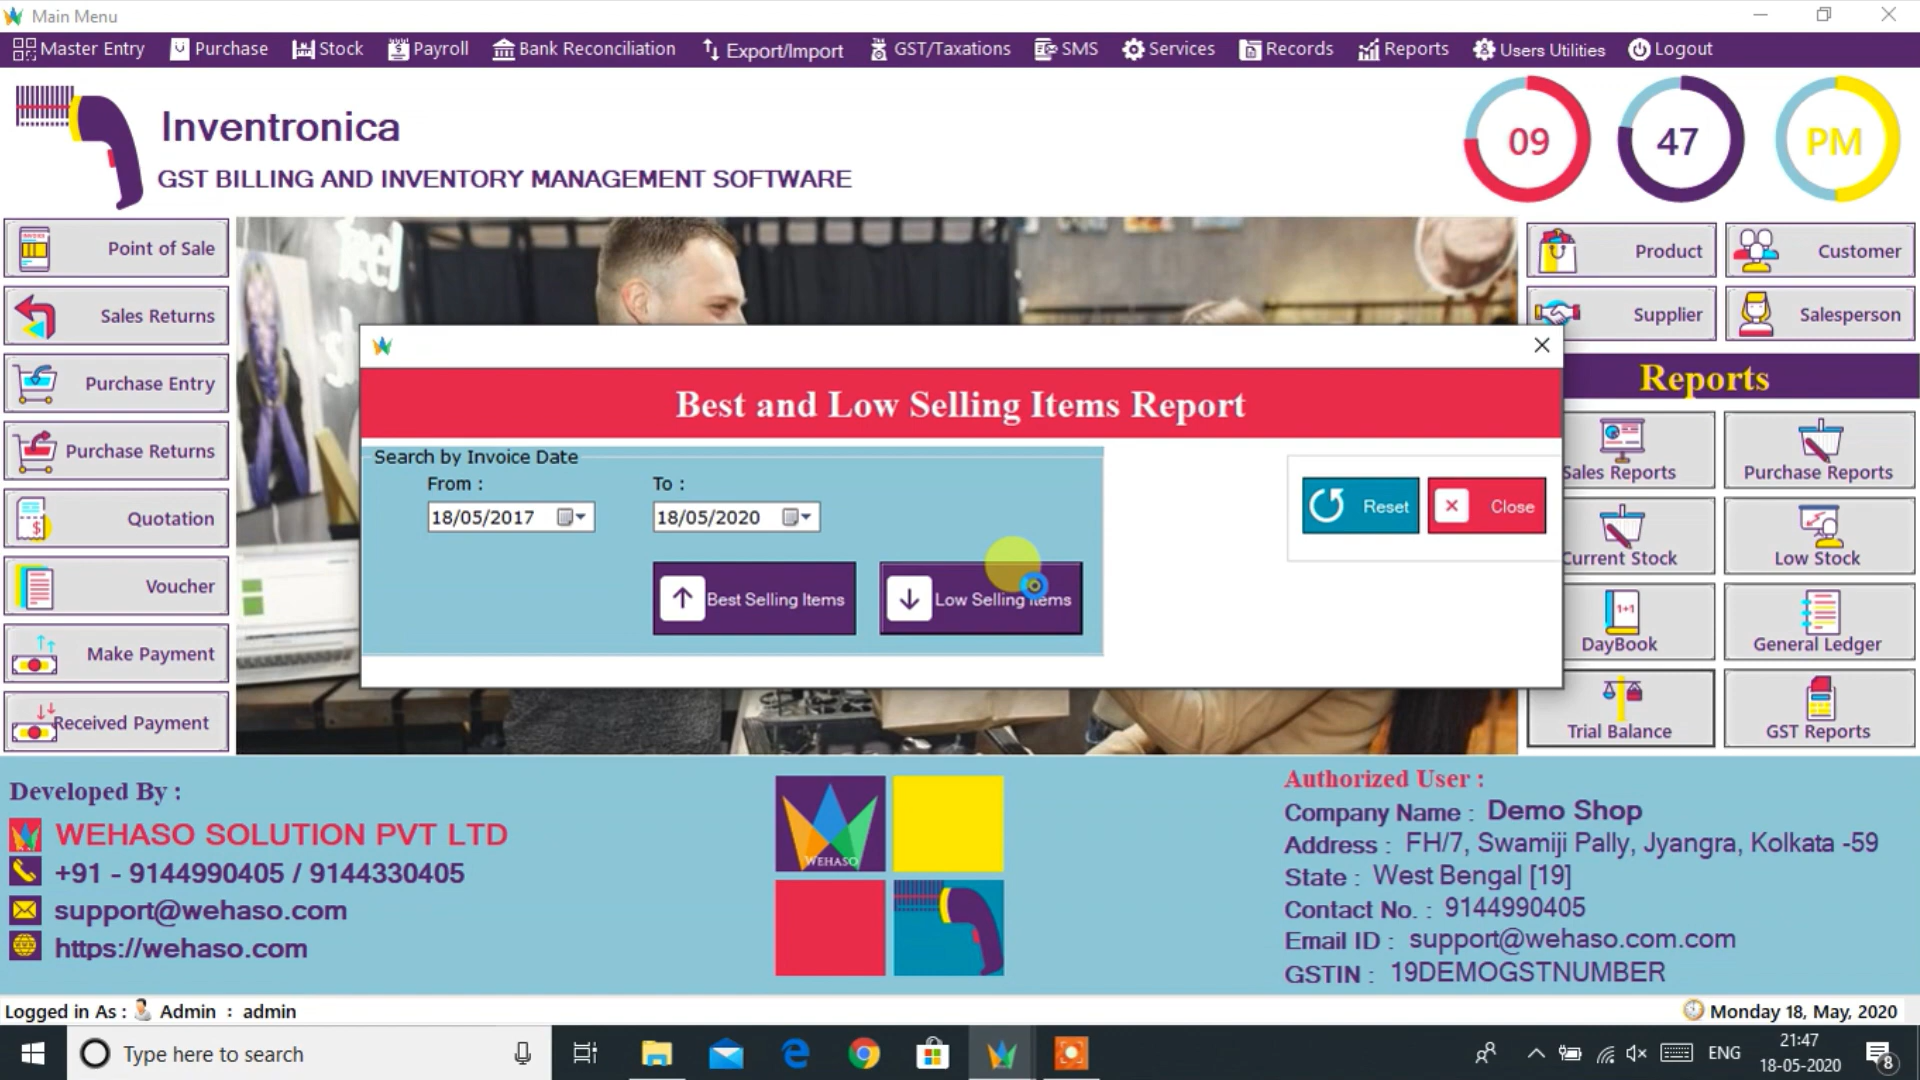 Main Menu
Master Entry Purchase Stock Payroll Bank Reconciliation Export/Import GST/Taxations SMS Services Records Reports Users Utilities Logout
Inventronica
GST BILLING AND INVENTORY MANAGEMENT SOFTWARE
09 47 PM
Point of Sale
Sales Returns
Purchase Entry
Purchase Returns
Quotation
Voucher
Make Payment
Received Payment
feel
Product Customer
Supplier Salesperson
Reports
Sales Reports Purchase Reports
Current Stock Low Stock
DayBook General Ledger
Trial Balance GST Reports
Best and Low Selling Items Report
Search by Invoice Date
From : To :
18/05/2017 18/05/2020
Best Selling Items Low Selling Items
Reset Close
Developed By :
WEHASO SOLUTION PVT LTD
+91 - 9144990405 / 9144330405
support@wehaso.com
https://wehaso.com
WEHASO
Authorized User :
Company Name : Demo Shop
Address : FH/7, Swamiji Pally, Jyangra, Kolkata -59
State : West Bengal [19]
Contact No. : 9144990405
Email ID : support@wehaso.com.com
GSTIN : 19DEMOGSTNUMBER
Logged in As : Admin : admin
Monday 18, May, 2020
Type here to search
ENG
21:47
18-05-2020
8